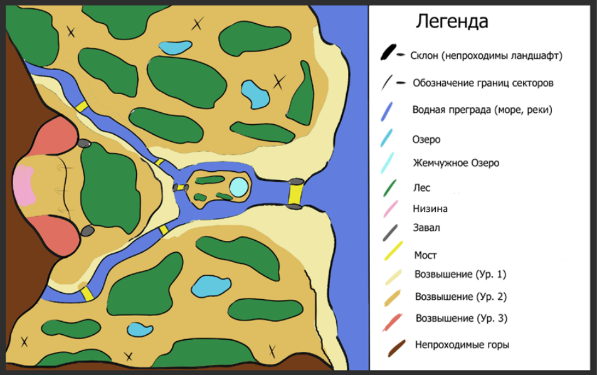 Легенда
Склон (непроходимы ландшафт)
Обозначение границ секторов
Водная преграда (море, реки)
Озеро
Жемчужное Озеро
Лес
Низина
Завал
Мост
Возвышение (Ур. 1)
Возвышение (Ур. 2)
Возвышение (Ур. 3)
Непроходимые горы